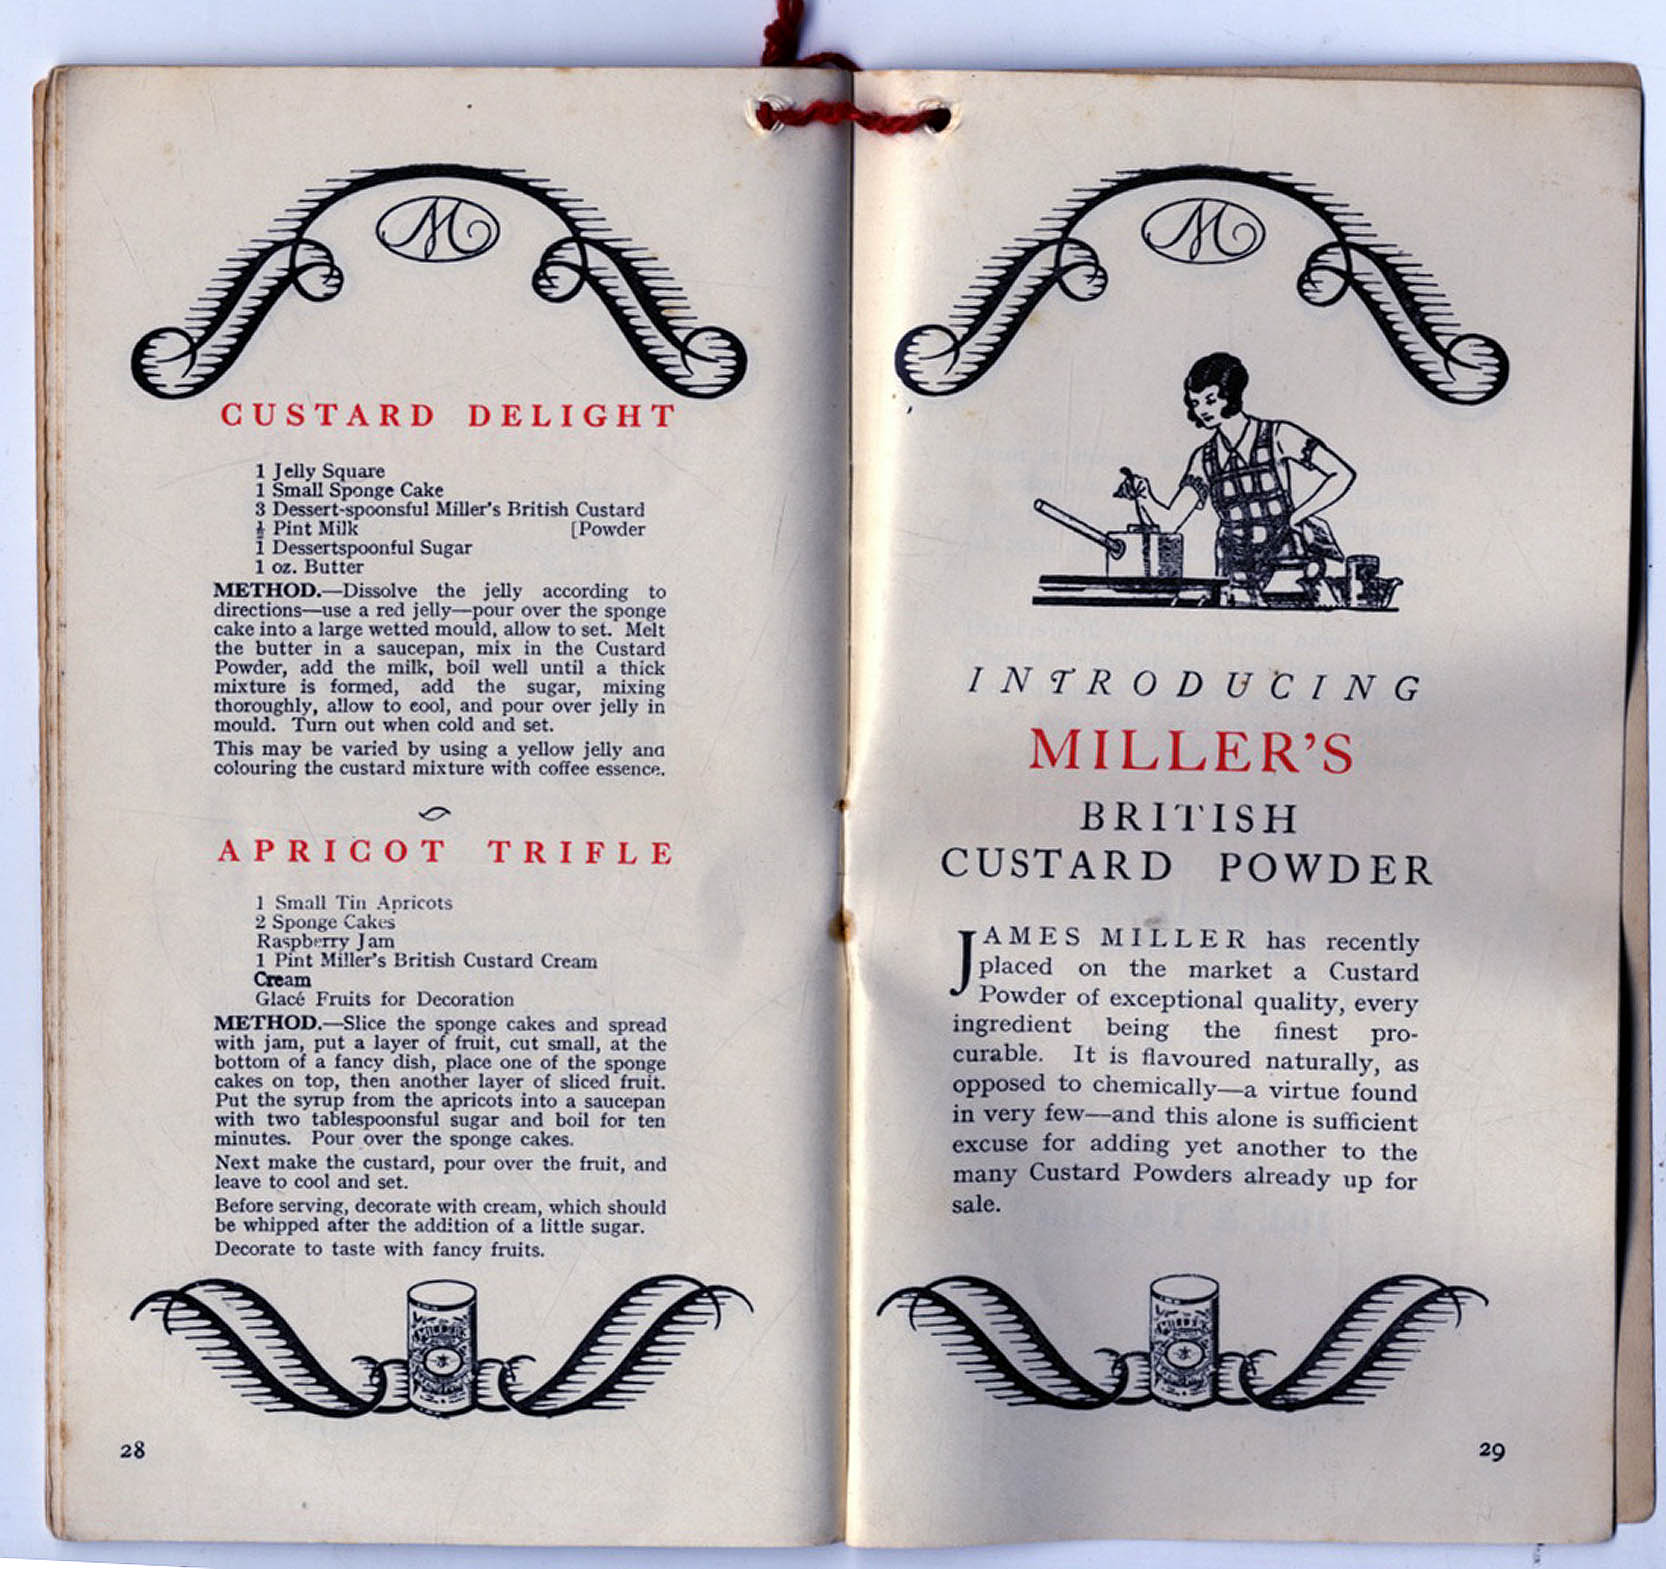 M
CUSTARD DELIGHT
1 Jelly Square
1 Small Sponge Cake
3 Dessert-spoonsful Miller's British Custard
½ Pint Milk [Powder
1 Dessertspoonful Sugar
1 oz. Butter
METHOD.—Dissolve the jelly according to
directions—use a red jelly—pour over the sponge
cake into a large wetted mould, allow to set. Melt
the butter in a saucepan, mix in the Custard
Powder, add the milk, boil well until a thick
mixture is formed, add the sugar, mixing
thoroughly, allow to cool, and pour over jelly in
mould. Turn out when cold and set.
This may be varied by using a yellow jelly and
colouring the custard mixture with coffee essence.
APRICOT TRIFLE
1 Small Tin Apricots
2 Sponge Cakes
Raspberry Jam
1 Pint Miller's British Custard Cream
Cream
Glacé Fruits for Decoration
METHOD.—Slice the sponge cakes and spread
with jam, put a layer of fruit, cut small, at the
bottom of a fancy dish, place one of the sponge
cakes on top, then another layer of sliced fruit.
Put the syrup from the apricots into a saucepan
with two tablespoonsful sugar and boil for ten
minutes. Pour over the sponge cakes.
Next make the custard, pour over the fruit, and
leave to cool and set.
Before serving, decorate with cream, which should
be whipped after the addition of a little sugar.
Decorate to taste with fancy fruits.
MILLER'S
28
M
INTRODUCING
MILLER'S
BRITISH
CUSTARD POWDER
JAMES MILLER has recently
placed on the market a Custard
Powder of exceptional quality, every
ingredient being the finest pro-
curable. It is flavoured naturally, as
opposed to chemically—a virtue found
in very few—and this alone is sufficient
excuse for adding yet another to the
many Custard Powders already up for
sale.
MILLER'S
29